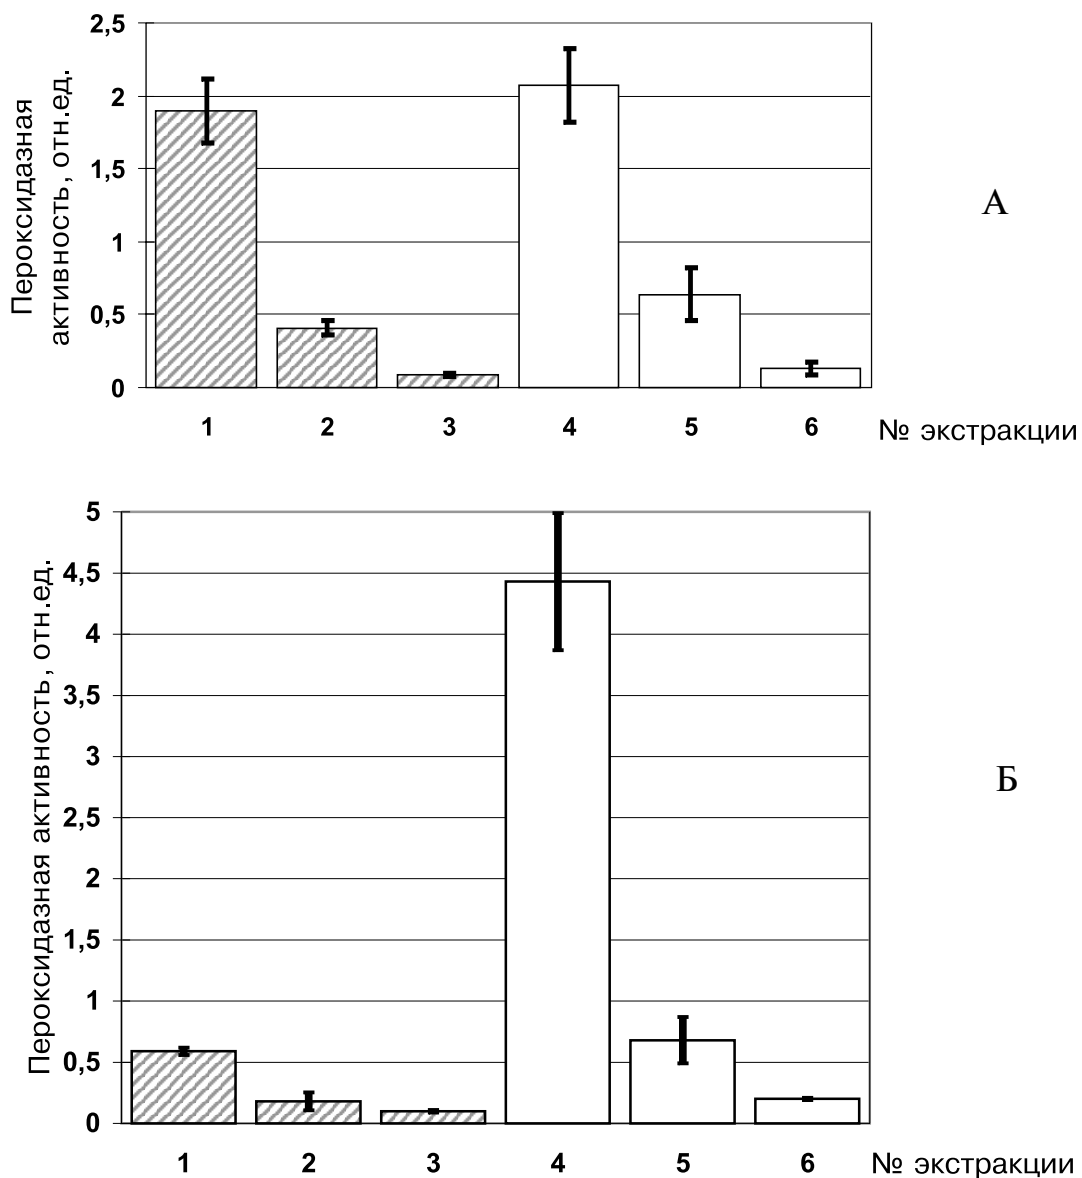 Пероксидазная
активность, отн.ед.
2,5
2
1,5
1
0,5
0
1 2 3 4 5 6 № экстракции
А
Пероксидазная активность, отн.ед.
5
4,5
4
3,5
3
2,5
2
1,5
1
0,5
0
1 2 3 4 5 6 № экстракции
Б